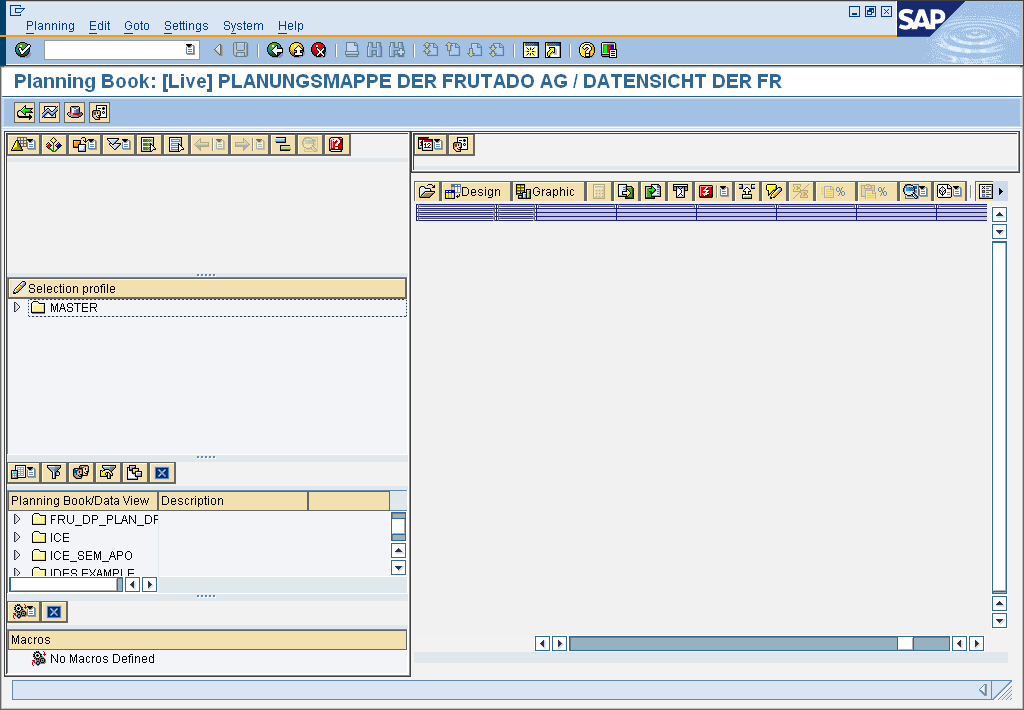 Planning Edit Goto Settings System Help
SAP
Planning Book: [Live] PLANUNGSMAPPE DER FRUTADO AG / DATENSICHT DER FR
Design Graphic % %
Selection profile
MASTER
Planning Book/Data View Description
FRU_DP_PLAN_DF
ICE
ICE_SEM_APO
IDES EXAMPLE
Macros
No Macros Defined